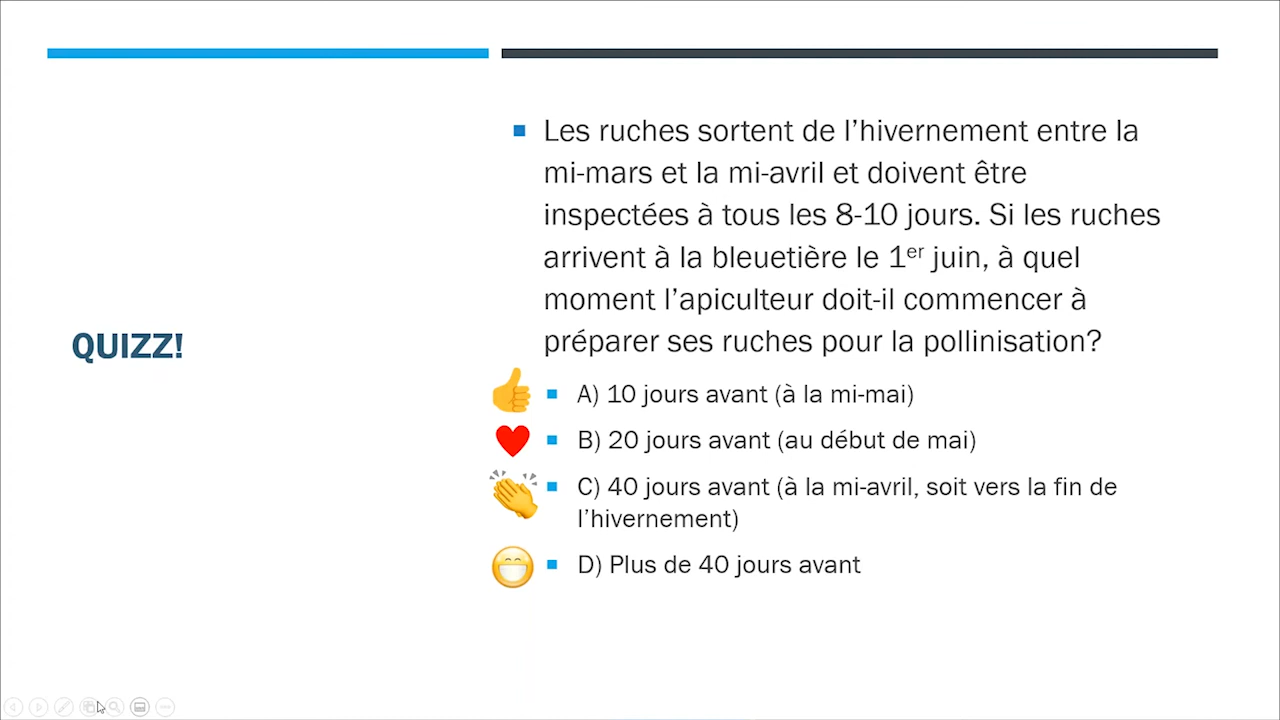 QUIZZ!
Les ruches sortent de l’hivernement entre la
mi-mars et la mi-avril et doivent être
inspectées à tous les 8-10 jours. Si les ruches
arrivent à la bleuetière le 1er juin, à quel
moment l’apiculteur doit-il commencer à
préparer ses ruches pour la pollinisation?
A) 10 jours avant (à la mi-mai)
B) 20 jours avant (au début de mai)
C) 40 jours avant (à la mi-avril, soit vers la fin de
l’hivernement)
D) Plus de 40 jours avant